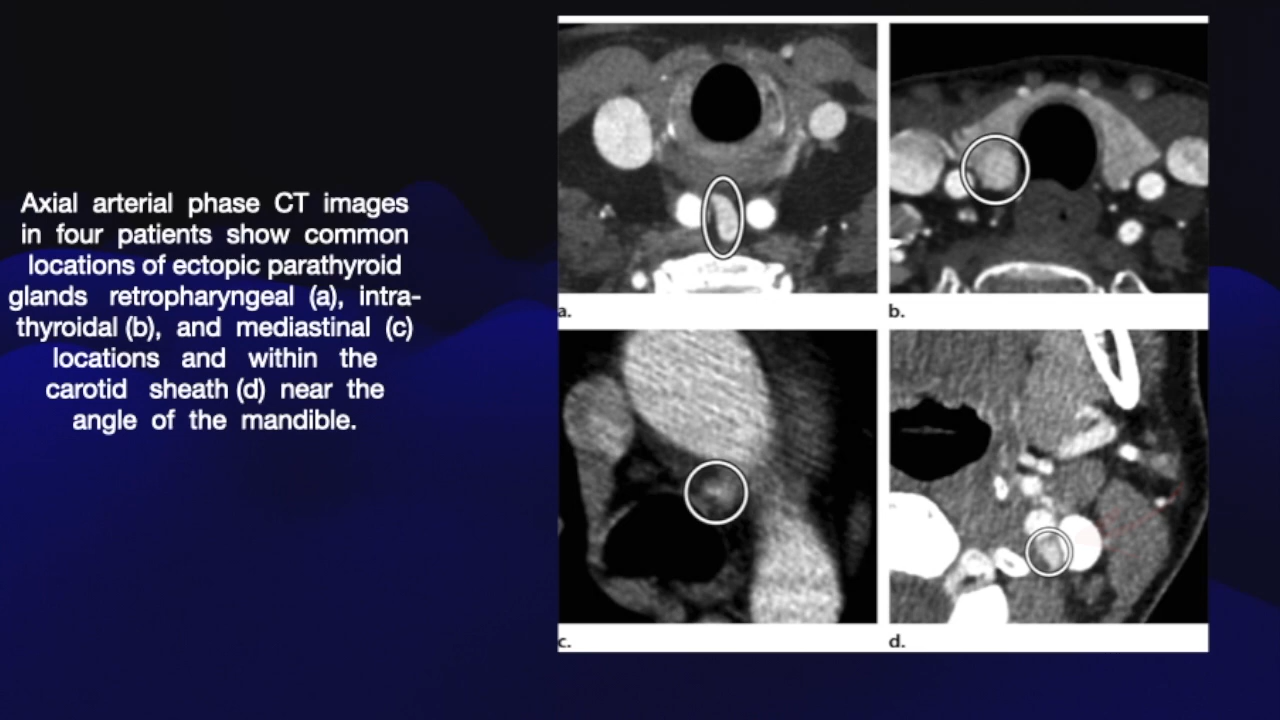 Axial arterial phase CT images
in four patients show common
locations of ectopic parathyroid
glands retropharyngeal (a), intra-
thyroidal (b), and mediastinal (c)
locations and within the
carotid sheath (d) near the
angle of the mandible.
a.
b.
c.
d.